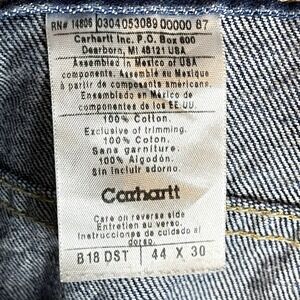 RN# 14806 0304053089 00000 87
Carhartt Inc. P.O. Box 600
Dearborn, MI 48121 USA
Assembled in Mexico of USA
components. Assemblé au Mexique
à partir de composants américains.
Ensamblado en México de
componentes de los EE.UU.
100% Cotton.
Exclusive of trimming.
100% Coton.
Sans garniture.
100% Algodón.
Sin incluir adorno.
Carhartt
Care on reverse side
Entretien au verso.
Instrucciones de cuidado al
dorso.
B18 DST 44 X 30